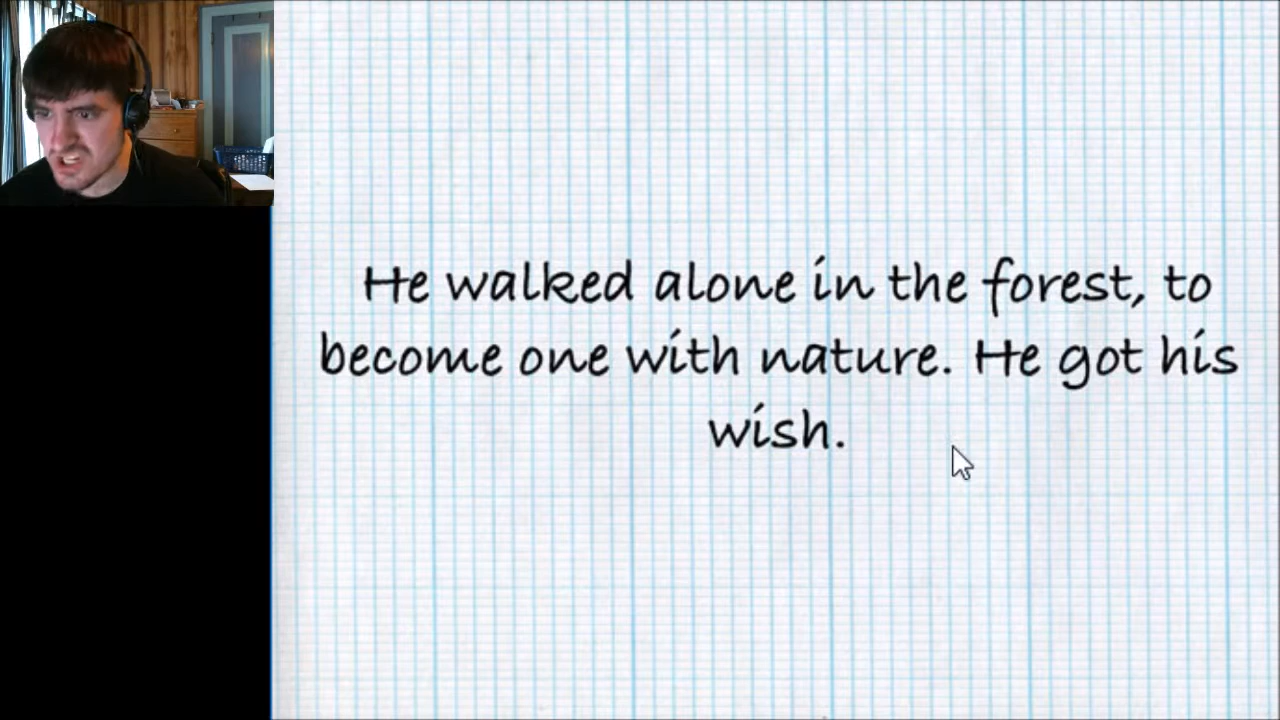 He walked alone in the forest, to
become one with nature. He got his
wish.